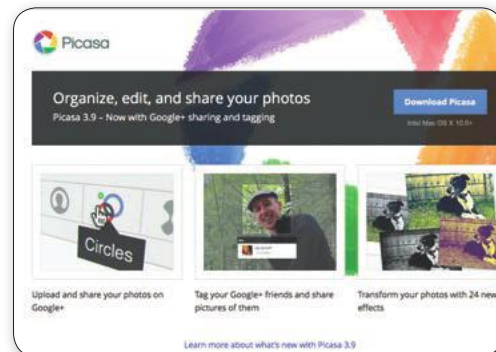 Picasa
Organize, edit, and share your photos
Picasa 3.9 – Now with Google+ sharing and tagging
Download Picasa
Intel Mac OS X 10.6+
Circles
Upload and share your photos on
Google+
Tag your Google+ friends and share
pictures of them
Transform your photos with 24 new
effects
Learn more about what's new with Picasa 3.9